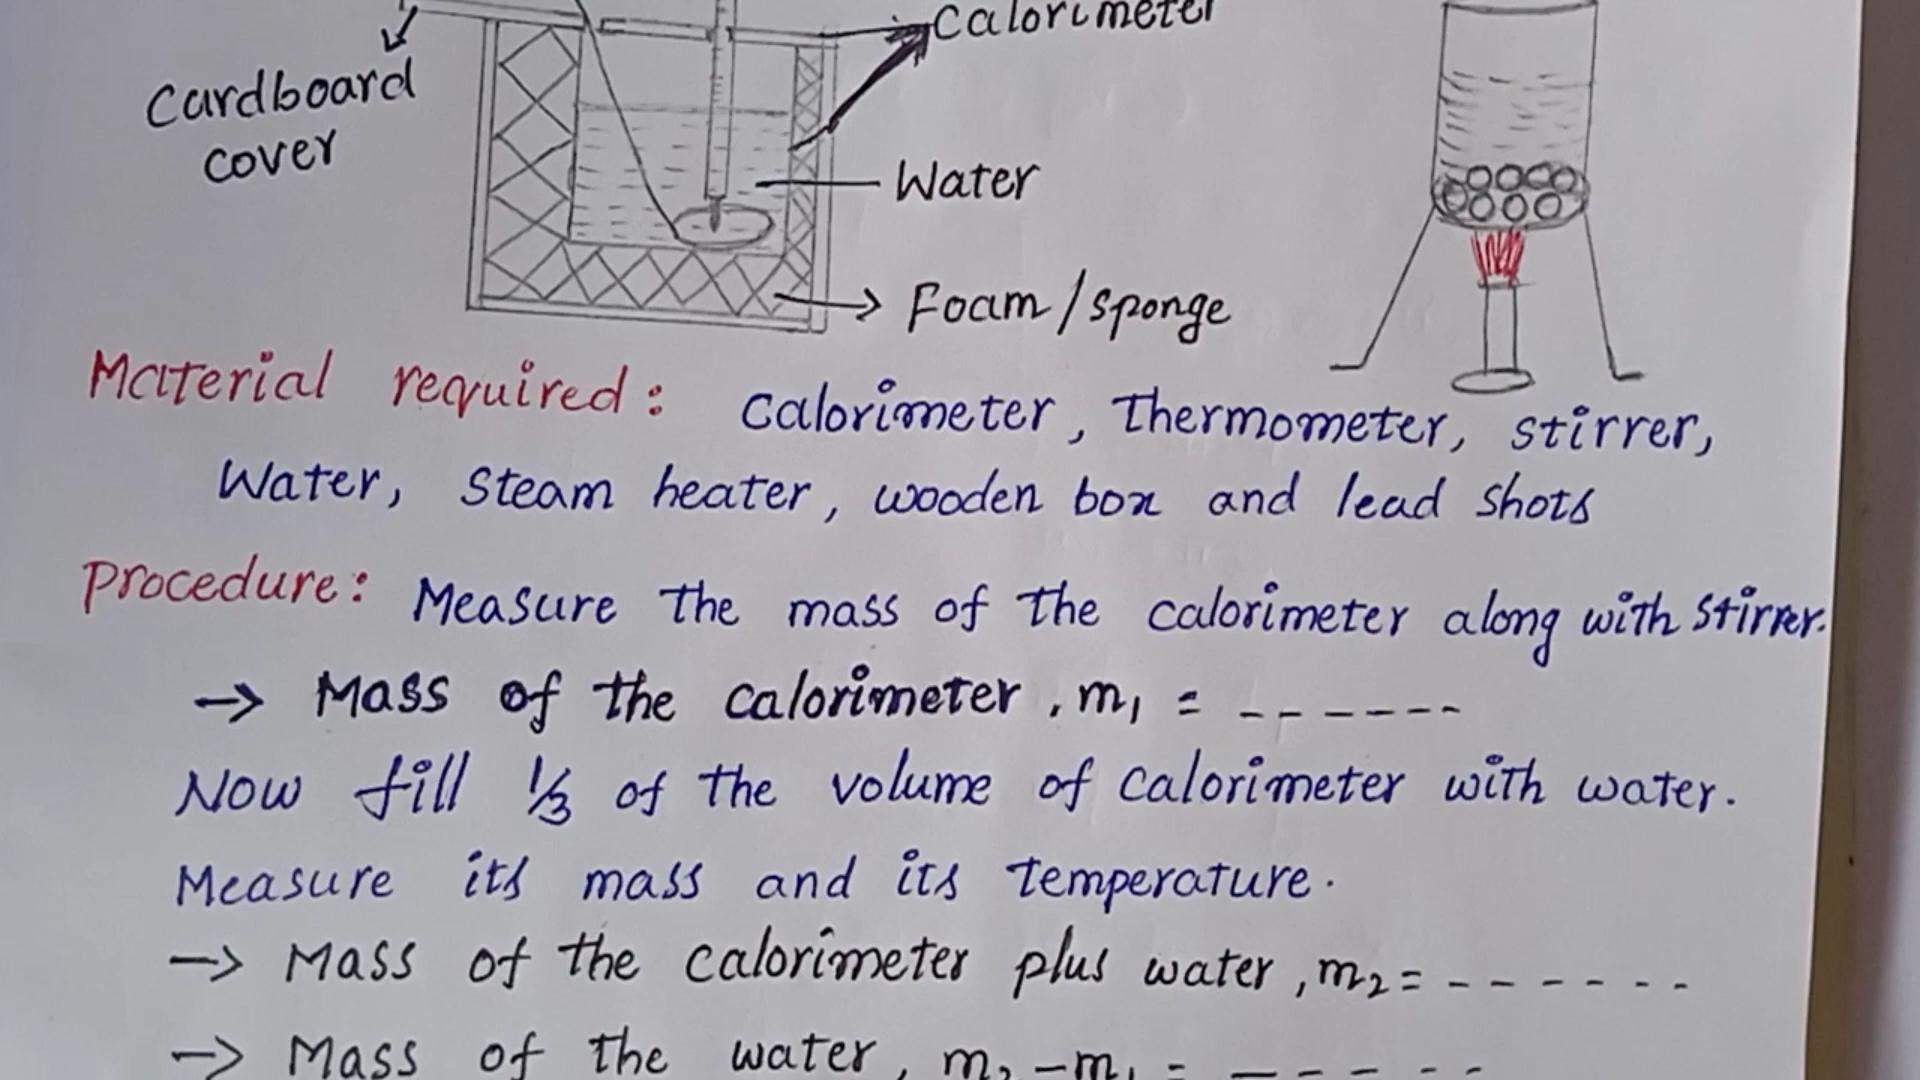 Calorimeter
Cardboard
cover
Water
Foam/sponge
Material required: Calorimeter, Thermometer, stirrer,
Water, Steam heater, wooden box and lead shots
Procedure: Measure the mass of the calorimeter along with stirrer.
→ Mass of the calorimeter, m₁ = ------
Now fill 1/3 of the volume of calorimeter with water.
Measure its mass and its temperature.
→ Mass of the calorimeter plus water, m₂ = ------
→ Mass of the water, m₂-m₁ = -----